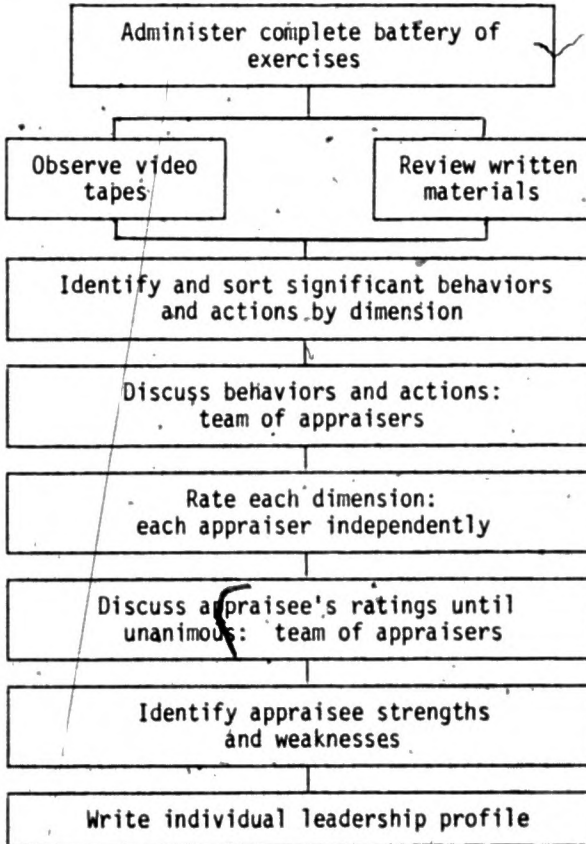 Administer complete battery of
exercises
Observe video
tapes
Review written
materials
Identify and sort significant behaviors
and actions by dimension
Discuss behaviors and actions:
team of appraisers
Rate each dimension:
each appraiser independently
Discuss appraisee's ratings until
unanimous: team of appraisers
Identify appraisee strengths
and weaknesses
Write individual leadership profile